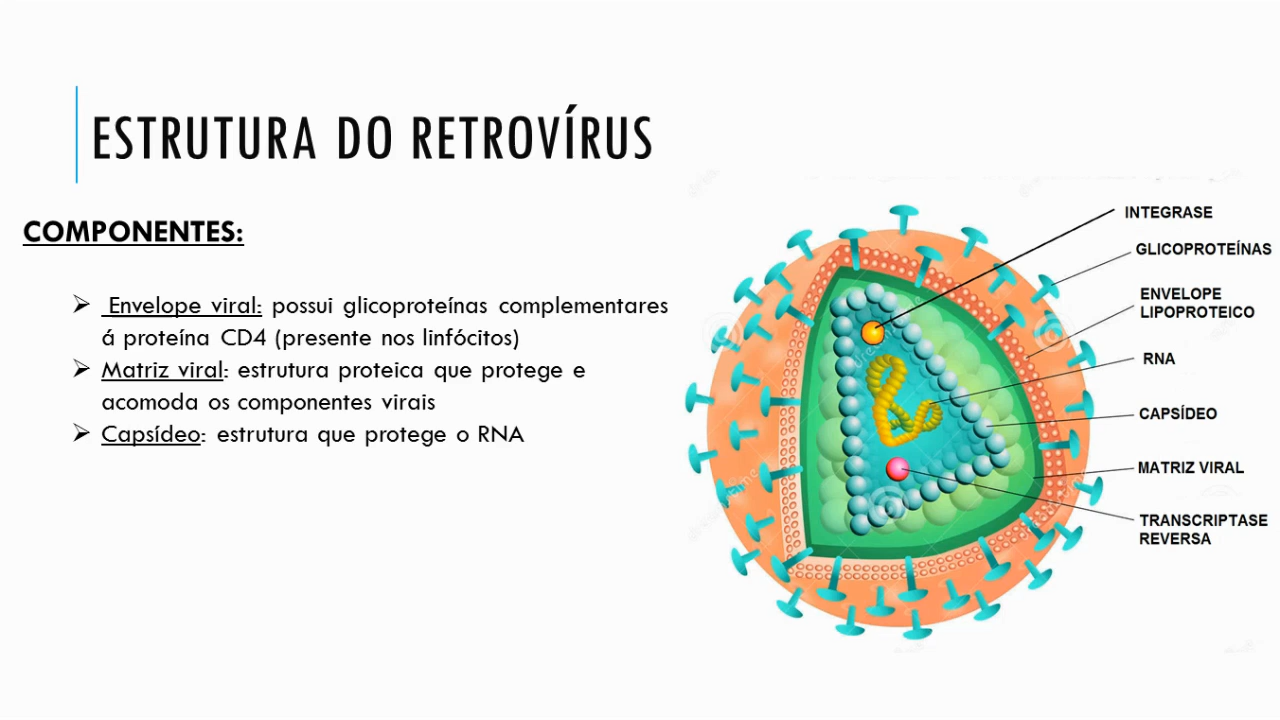 ESTRUTURA DO RETROVÍRUS
COMPONENTES:
➢ Envelope viral: possui glicoproteínas complementares
á proteína CD4 (presente nos linfócitos)
➢ Matriz viral: estrutura proteica que protege e
acomoda os componentes virais
➢ Capsídeo: estrutura que protege o RNA
INTEGRASE
GLICOPROTEÍNAS
ENVELOPE
LIPOPROTEICO
RNA
CAPSÍDEO
MATRIZ VIRAL
TRANSCRIPTASE
REVERSA